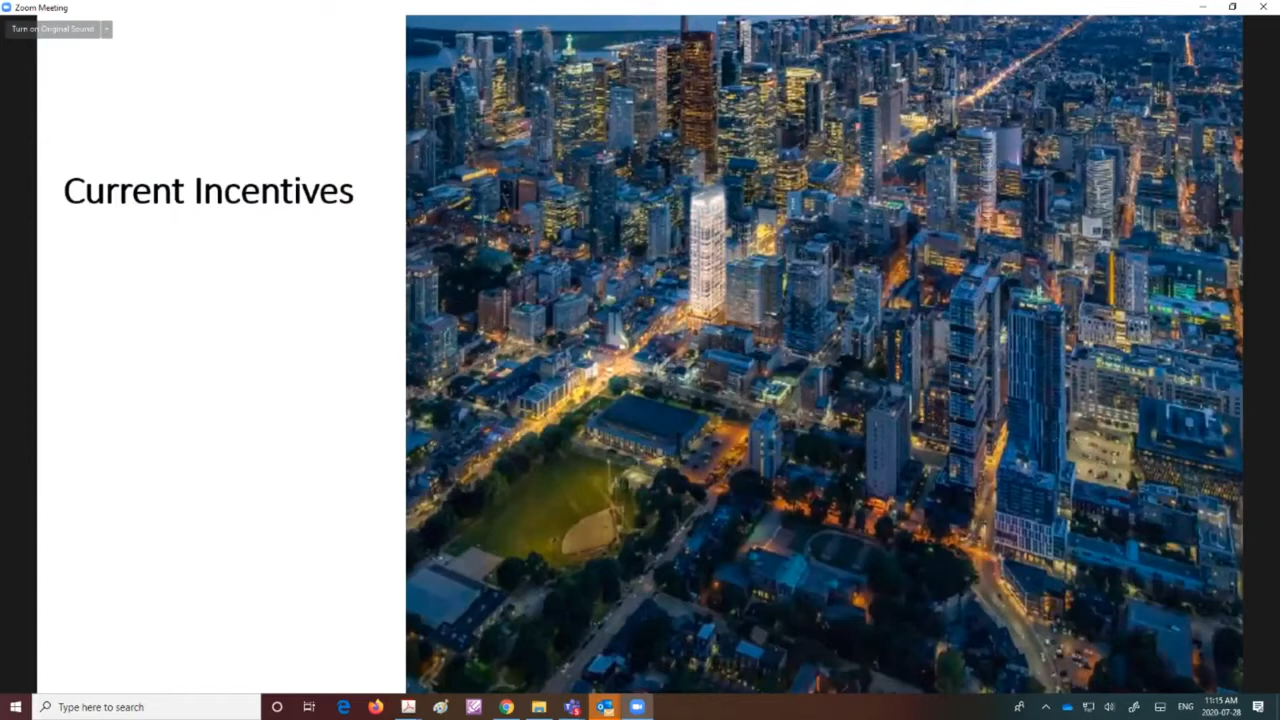 Zoom Meeting
Turn on Original Sound
Current Incentives
Type here to search
ENG
11:15 AM
2020-07-28